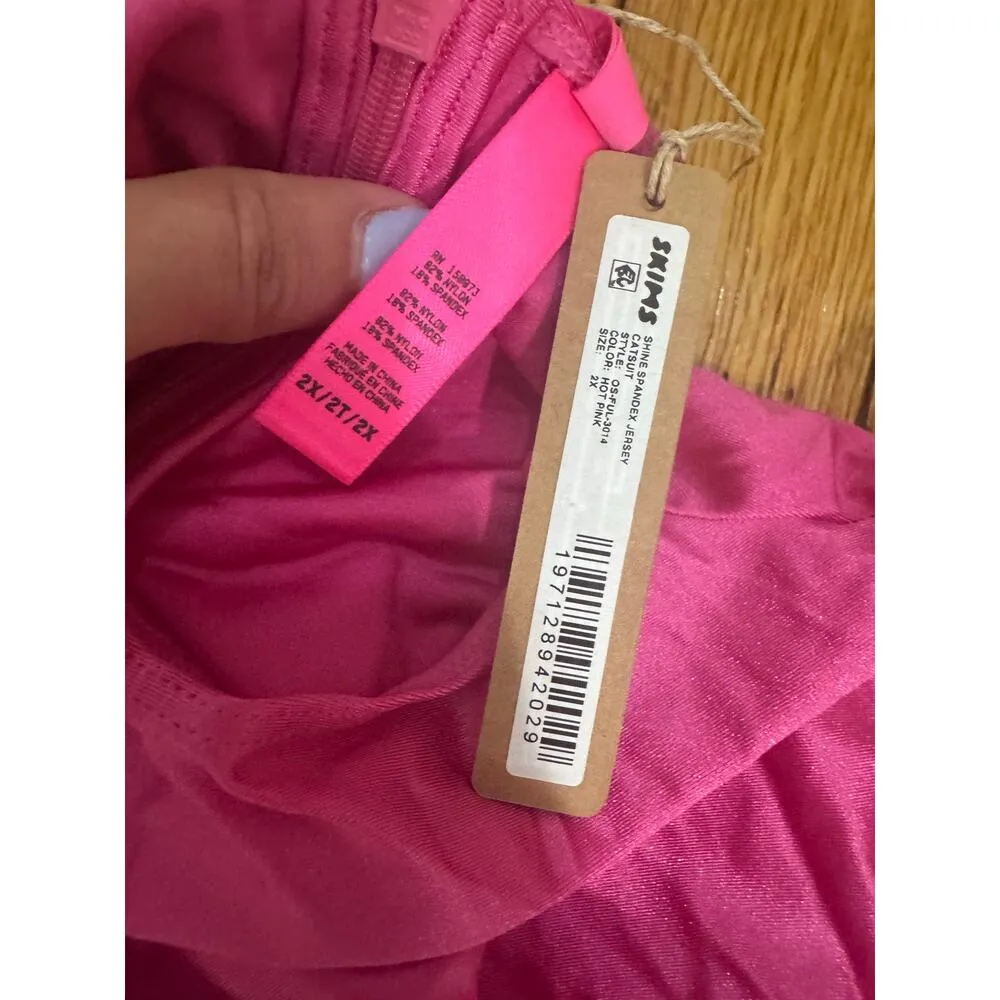 RN 158073
82% NYLON
18% SPANDEX
82% NYLON
18% SPANDEX
82% NYLON
18% SPANDEX
MADE IN CHINA
FABRIQUÉ EN CHINE
HECHO EN CHINA
2X/2T/2X
SKIMS
SHINE SPANDEX JERSEY
CATSUIT
STYLE: OS-FUL-3014
COLOR: HOT PINK
SIZE: 2X
197128942029